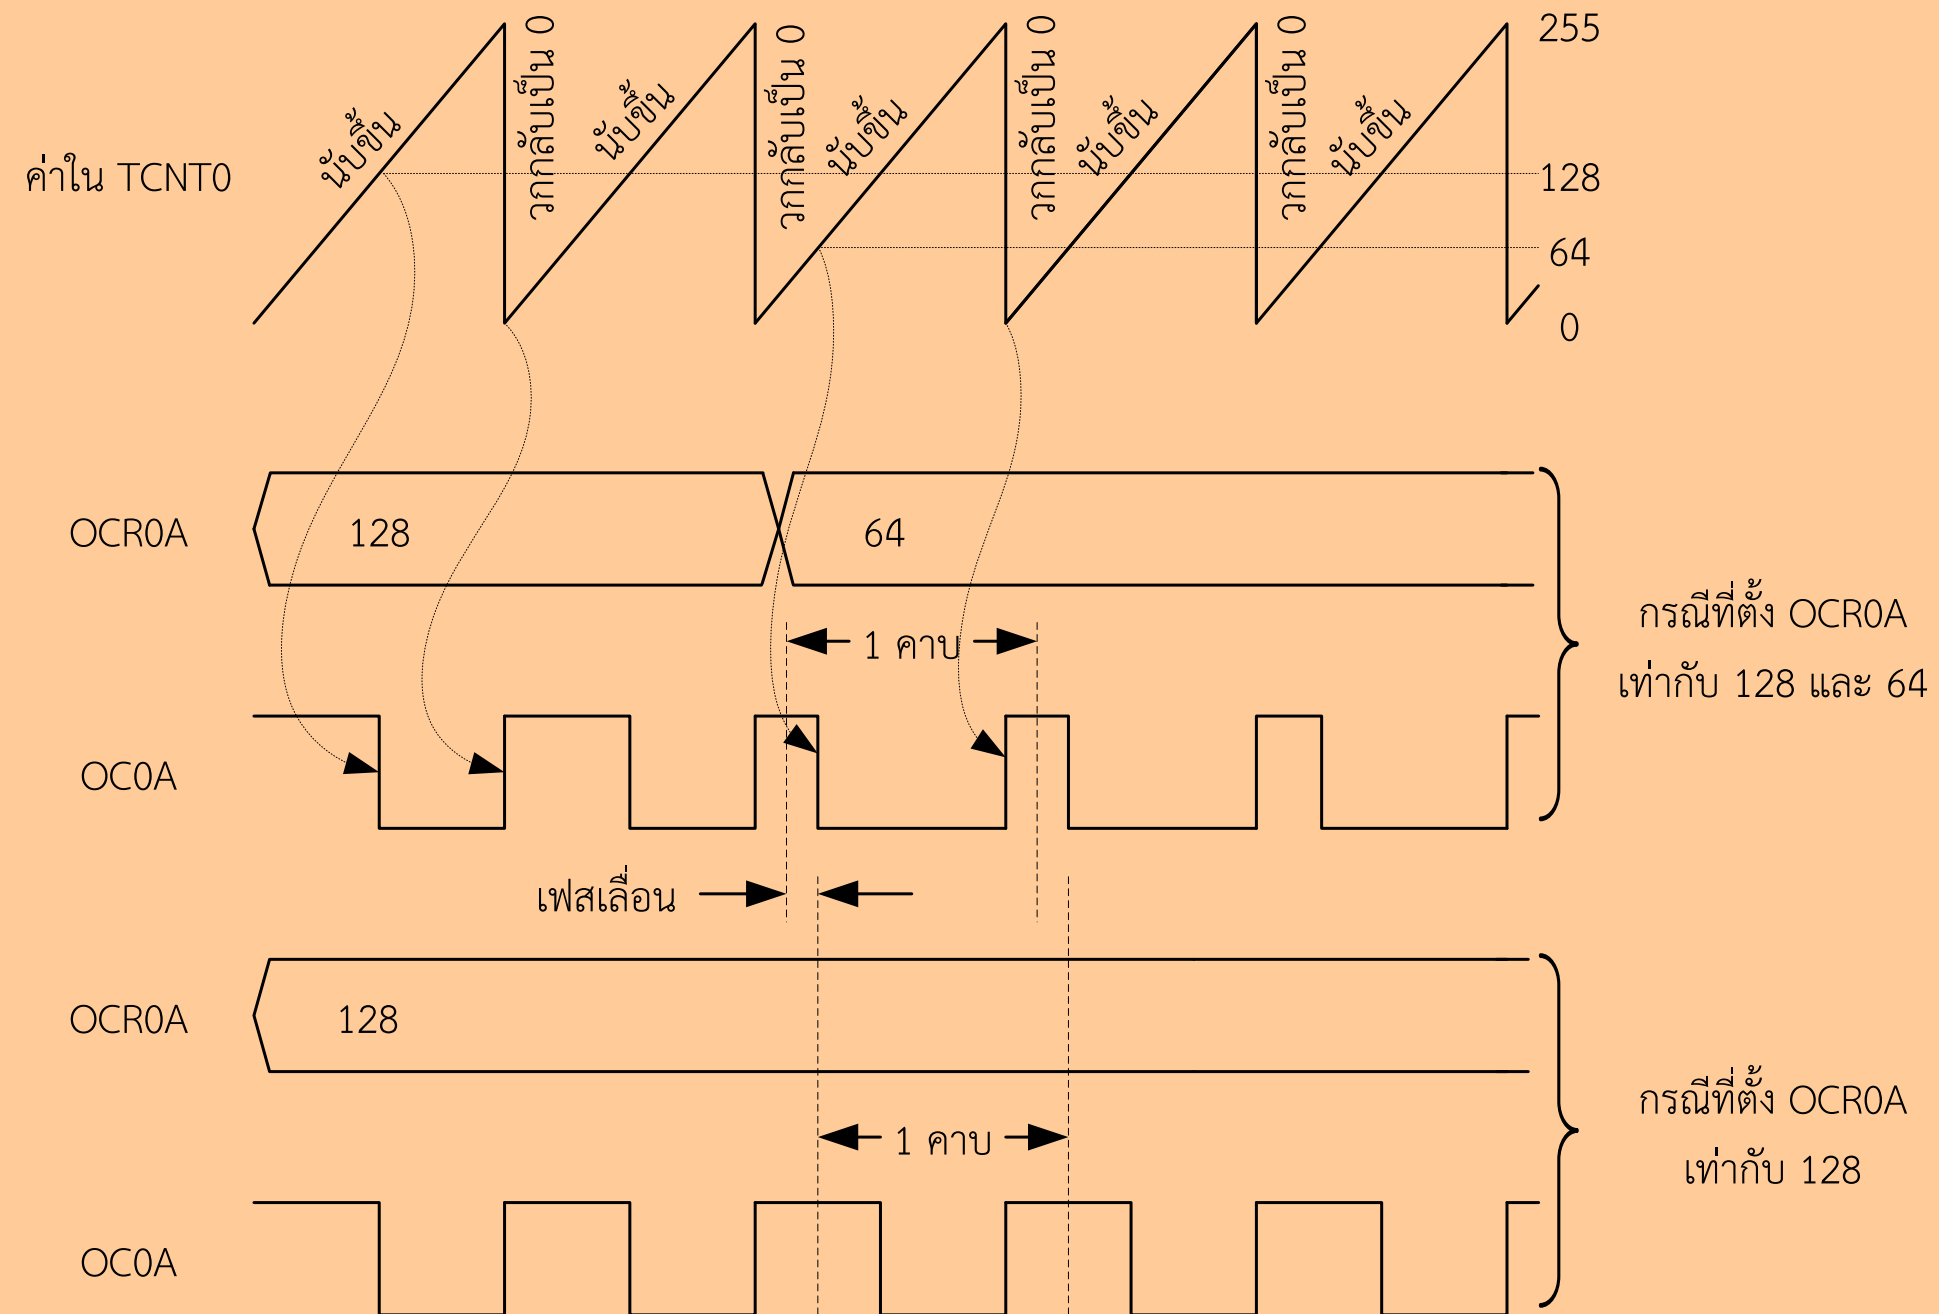 ค่าใน TCNT0
นับขึ้น
วกกลับเป็น 0
นับขึ้น
วกกลับเป็น 0
นับขึ้น
วกกลับเป็น 0
นับขึ้น
วกกลับเป็น 0
นับขึ้น
255
128
64
0
OCR0A
128
64
1 คาบ
OC0A
กรณีที่ตั้ง OCR0A
เท่ากับ 128 และ 64
เฟสเลื่อน
OCR0A
128
1 คาบ
OC0A
กรณีที่ตั้ง OCR0A
เท่ากับ 128